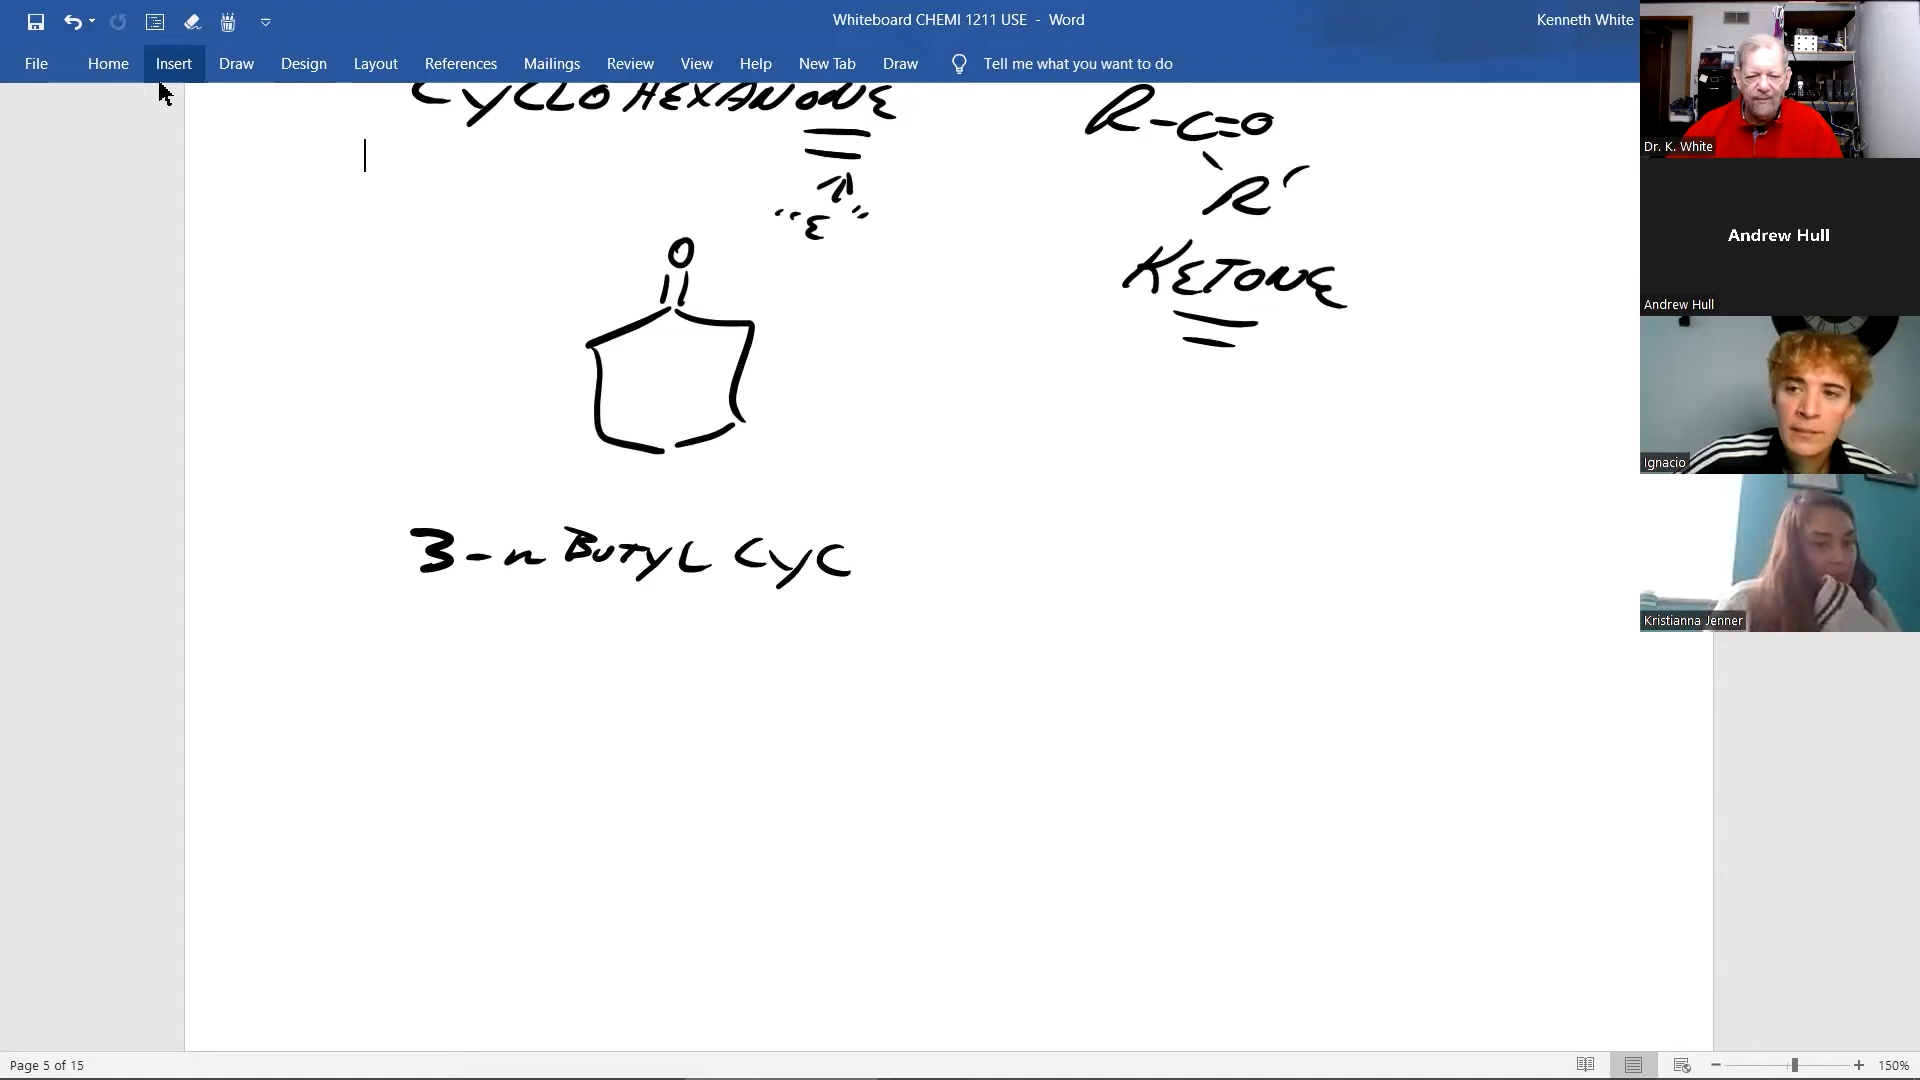 Whiteboard CHEMI 1211 USE - Word
Kenneth White
File Home Insert Draw Design Layout References Mailings Review View Help New Tab Draw Tell me what you want to do
CYCLOHEXANONE
R-C=O
R'
"E"
KETONE
O
3-n BUTYL CYC
Dr. K. White
Andrew Hull
Andrew Hull
Ignacio
Kristianna Jenner
Page 5 of 15
150%